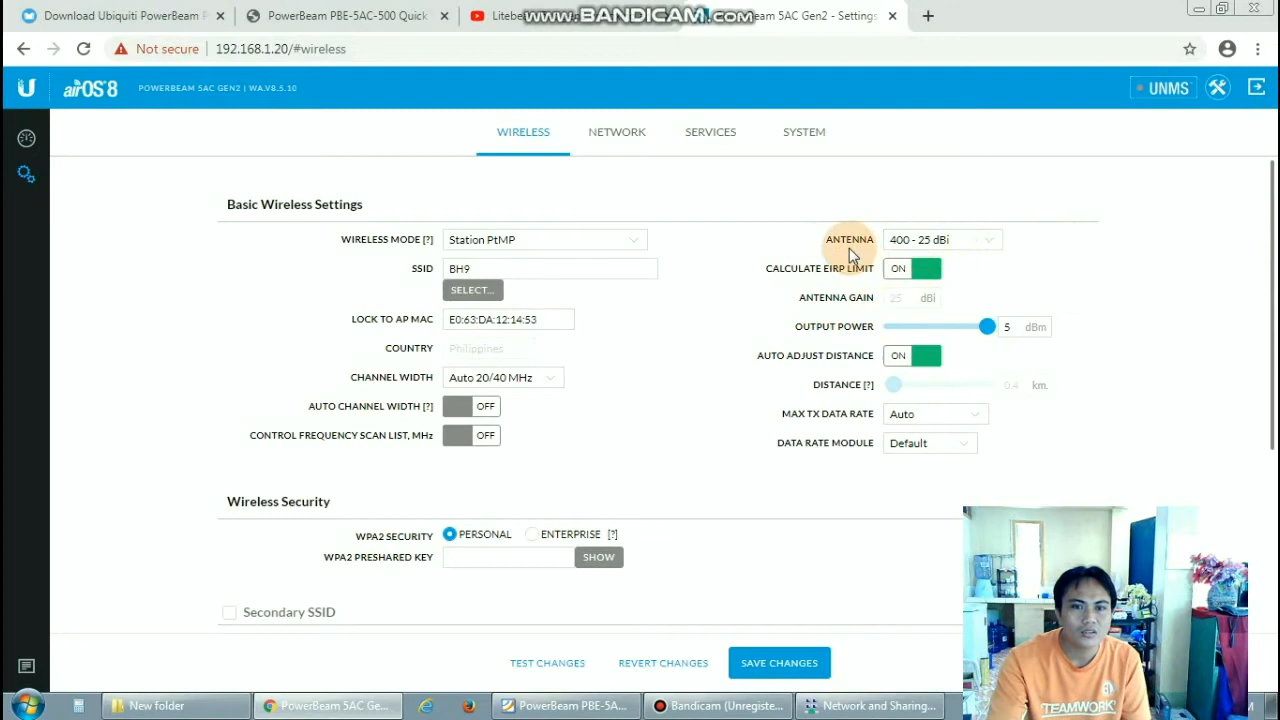 Download Ubiquiti PowerBeam P
PowerBeam PBE-5AC-500 Quick
Litebe
www.BANDICAM.com
Beam 5AC Gen2 - Settings
Not secure
192.168.1.20/#wireless
airOS 8
POWERBEAM 5AC GEN2 | WA.V8.5.10
UNMS
WIRELESS
NETWORK
SERVICES
SYSTEM
Basic Wireless Settings
WIRELESS MODE [?] Station PtMP
SSID BH9
SELECT...
LOCK TO AP MAC E0:63:DA:12:14:53
COUNTRY Philippines
CHANNEL WIDTH Auto 20/40 MHz
AUTO CHANNEL WIDTH [?] OFF
CONTROL FREQUENCY SCAN LIST, MHz OFF
ANTENNA 400 - 25 dBi
CALCULATE EIRP LIMIT ON
ANTENNA GAIN 25 dBi
OUTPUT POWER 5 dBm
AUTO ADJUST DISTANCE ON
DISTANCE [?] 0.4 km.
MAX TX DATA RATE Auto
DATA RATE MODULE Default
Wireless Security
WPA2 SECURITY PERSONAL ENTERPRISE [?]
WPA2 PRESHARED KEY SHOW
Secondary SSID
TEST CHANGES
REVERT CHANGES
SAVE CHANGES
TEAMWORK
New folder
PowerBeam 5AC Ge...
PowerBeam PBE-5A...
Bandicam (Unregiste...
Network and Sharing...